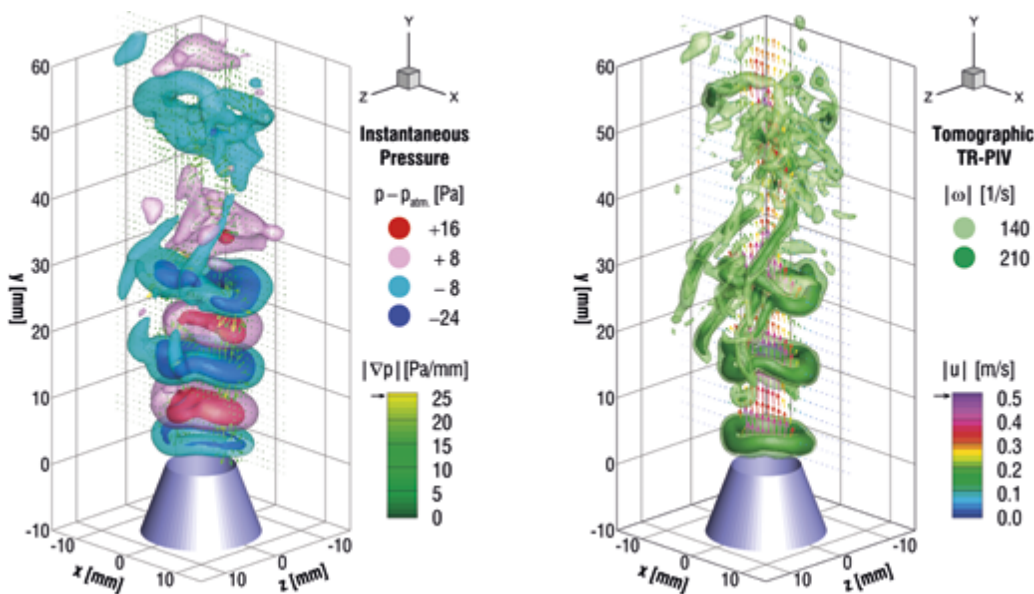 Y
Z
X
60
50
40
30
20
10
0
-10
Y [mm]
-10
0
10
x [mm]
-10
0
10
z [mm]
Instantaneous
Pressure
p – p atm. [Pa]
+16
+ 8
– 8
–24
|∇p| [Pa/mm]
25
20
15
10
5
0
Y
Z
X
60
50
40
30
20
10
0
-10
Y [mm]
-10
0
10
x [mm]
-10
0
10
z [mm]
Tomographic
TR-PIV
|ω| [1/s]
140
210
|u| [m/s]
0.5
0.4
0.3
0.2
0.1
0.0